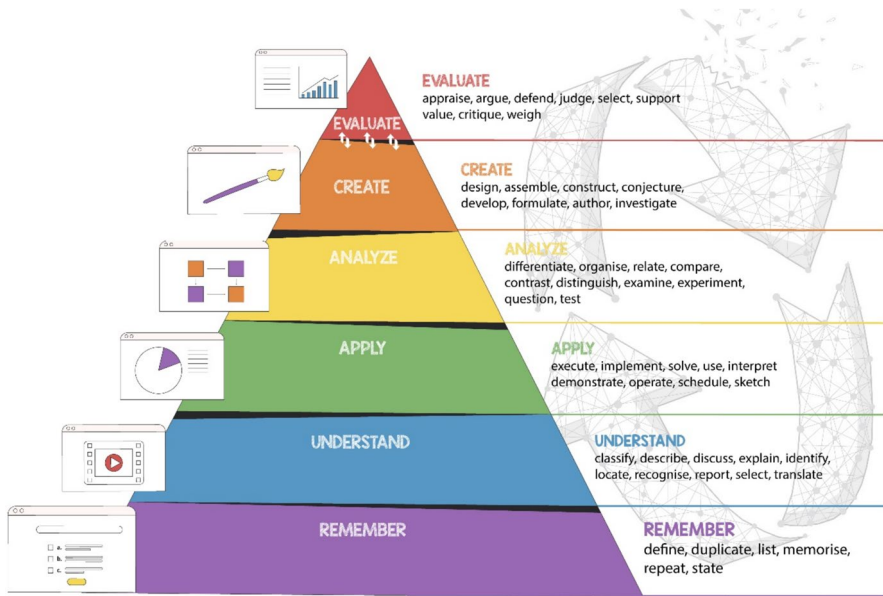 EVALUATE
appraise, argue, defend, judge, select, support
value, critique, weigh
EVALUATE
CREATE
design, assemble, construct, conjecture,
develop, formulate, author, investigate
CREATE
ANALYZE
differentiate, organise, relate, compare,
contrast, distinguish, examine, experiment,
question, test
ANALYZE
APPLY
execute, implement, solve, use, interpret
demonstrate, operate, schedule, sketch
APPLY
UNDERSTAND
classify, describe, discuss, explain, identify,
locate, recognise, report, select, translate
UNDERSTAND
REMEMBER
define, duplicate, list, memorise,
repeat, state
REMEMBER
a.
b.
c.